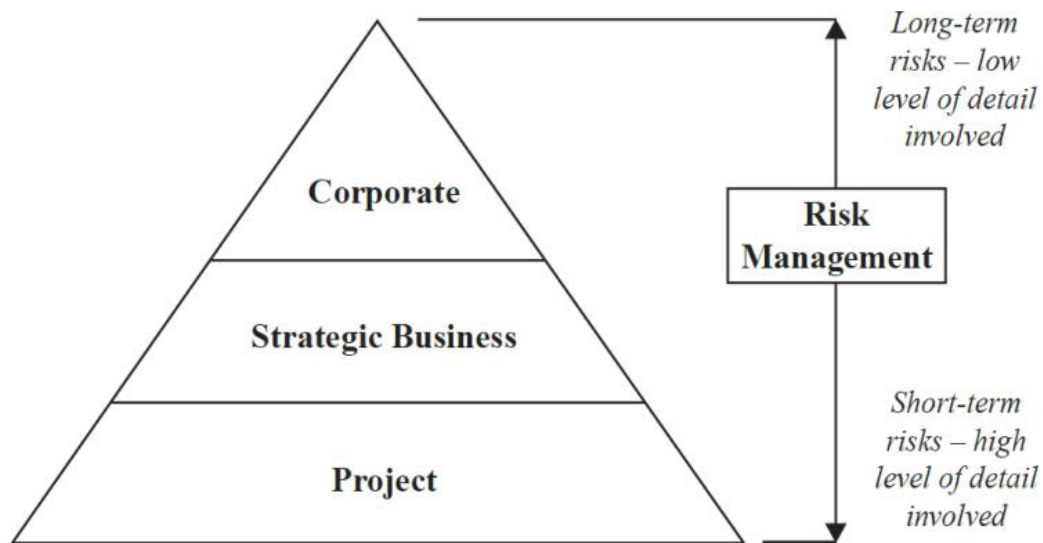 Long-term
risks – low
level of detail
involved
Corporate
Risk
Management
Strategic Business
Short-term
risks – high
level of detail
involved
Project